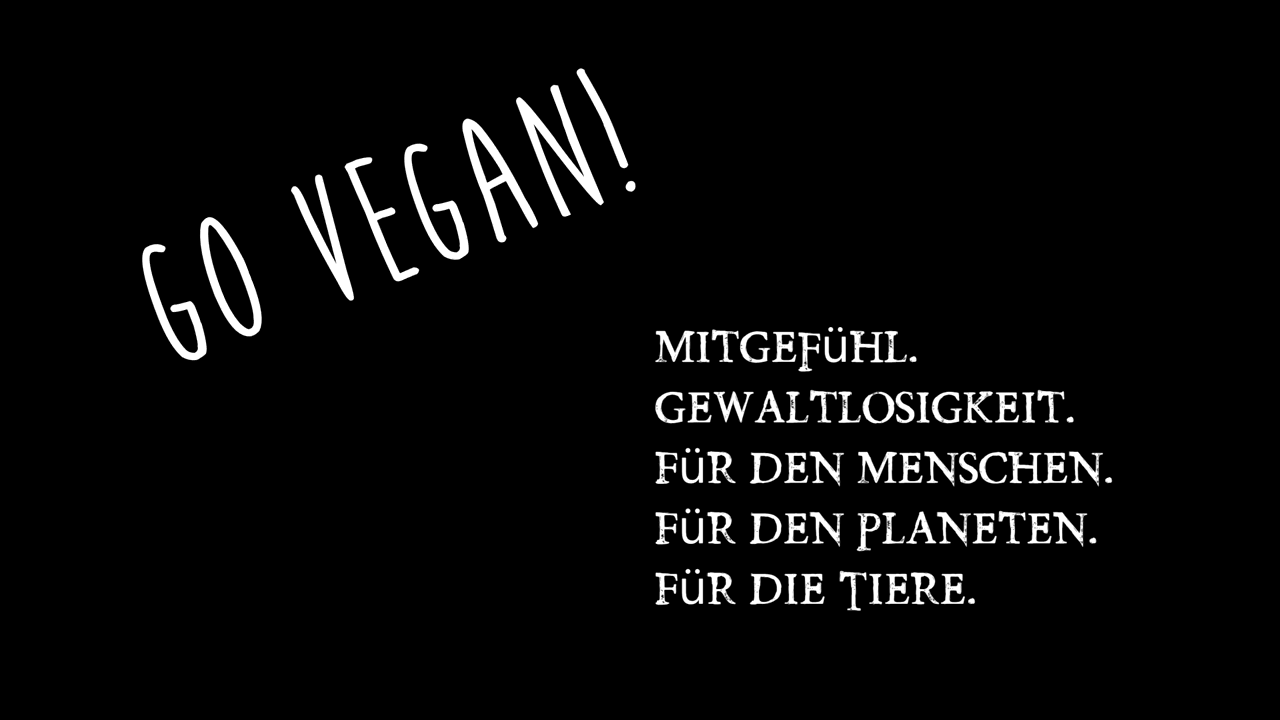 GO VEGAN!
MITGEFÜHL.
GEWALTLOSIGKEIT.
FÜR DEN MENSCHEN.
FÜR DEN PLANETEN.
FÜR DIE TIERE.